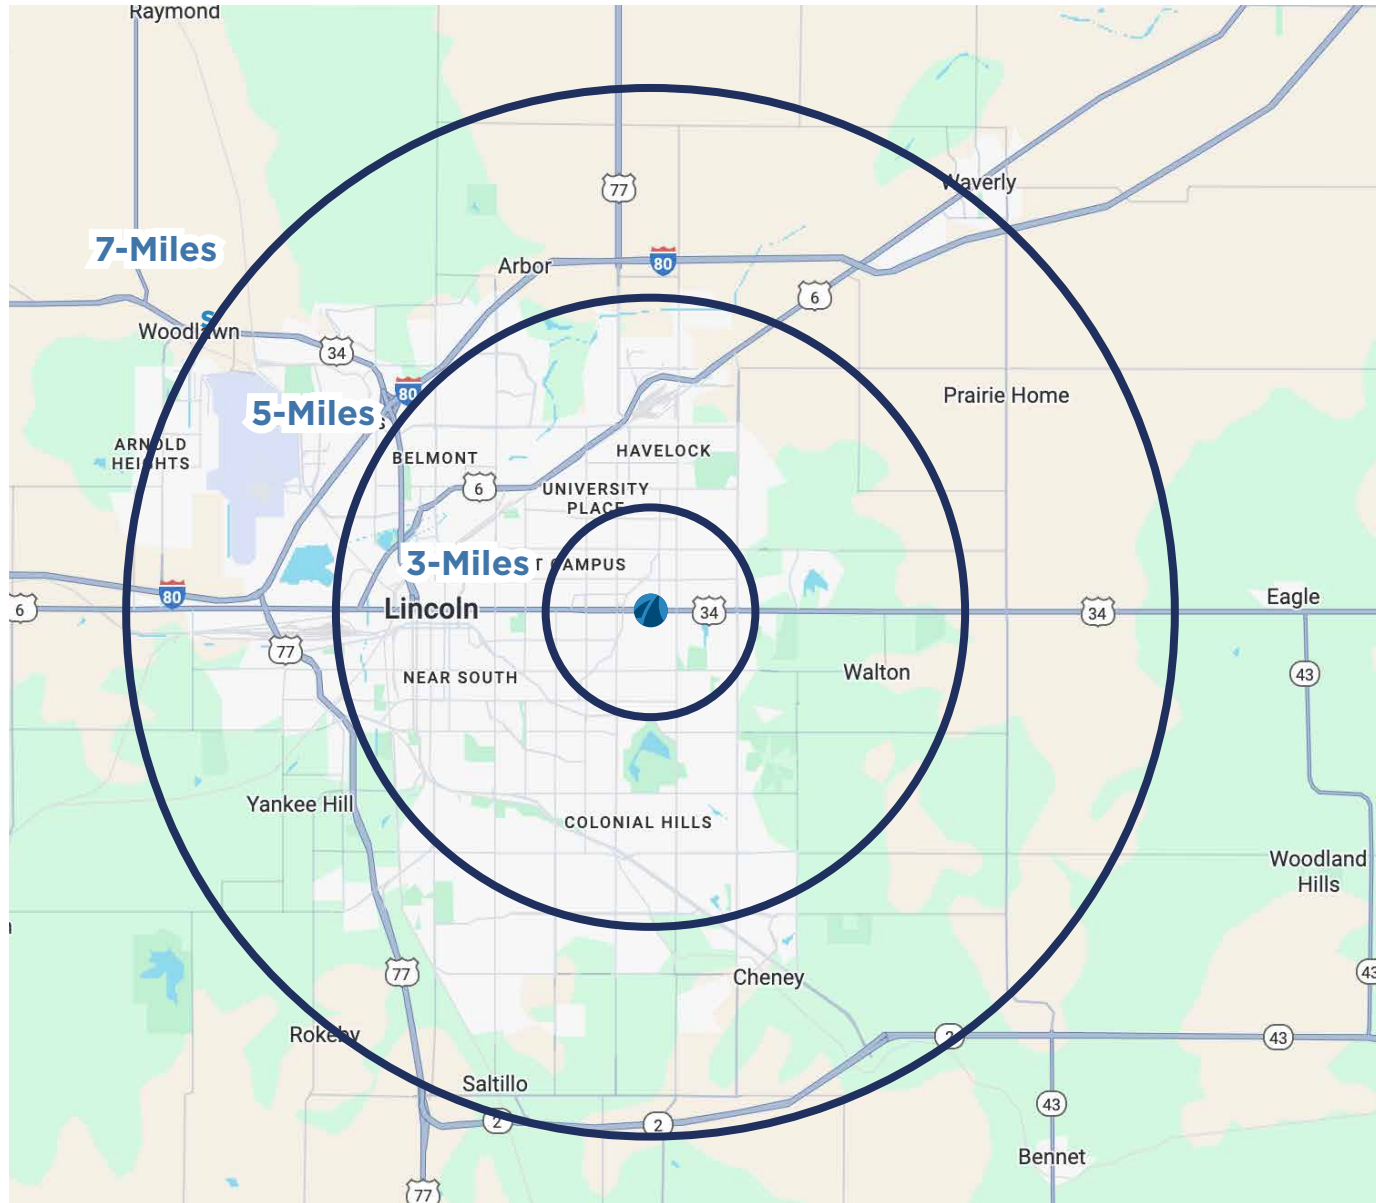 Raymond
77
Waverly
7-Miles
Arbor
80
6
S
Woodlawn
34
80
Prairie Home
5-Miles
s
ARNOLD
HEIGHTS
BELMONT
HAVELOCK
6
UNIVERSITY
PLACE
3-Miles
T CAMPUS
80
6
Lincoln
34
34
Eagle
77
NEAR SOUTH
Walton
43
Yankee Hill
COLONIAL HILLS
Woodland
Hills
77
Cheney
43
Rokeby
2
43
Saltillo
2
2
43
Bennet
77